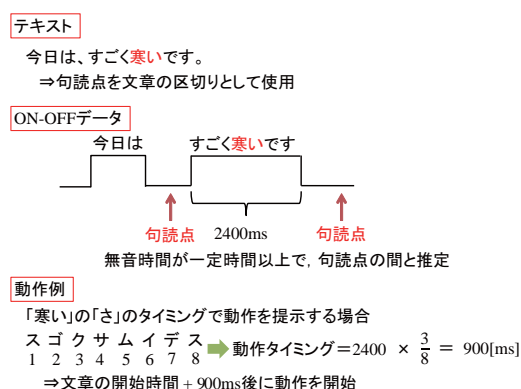 テキスト
今日は、すごく寒いです。
⇒句読点を文章の区切りとして使用
ON-OFFデータ
今日は すごく寒いです
句読点 2400ms 句読点
無音時間が一定時間以上で，句読点の間と推定
動作例
「寒い」の「さ」のタイミングで動作を提示する場合
ス ゴ ク サ ム イ デ ス 動作タイミング＝2400 × 3/8 ＝ 900[ms]
1 2 3 4 5 6 7 8
⇒文章の開始時間 + 900ms後に動作を開始